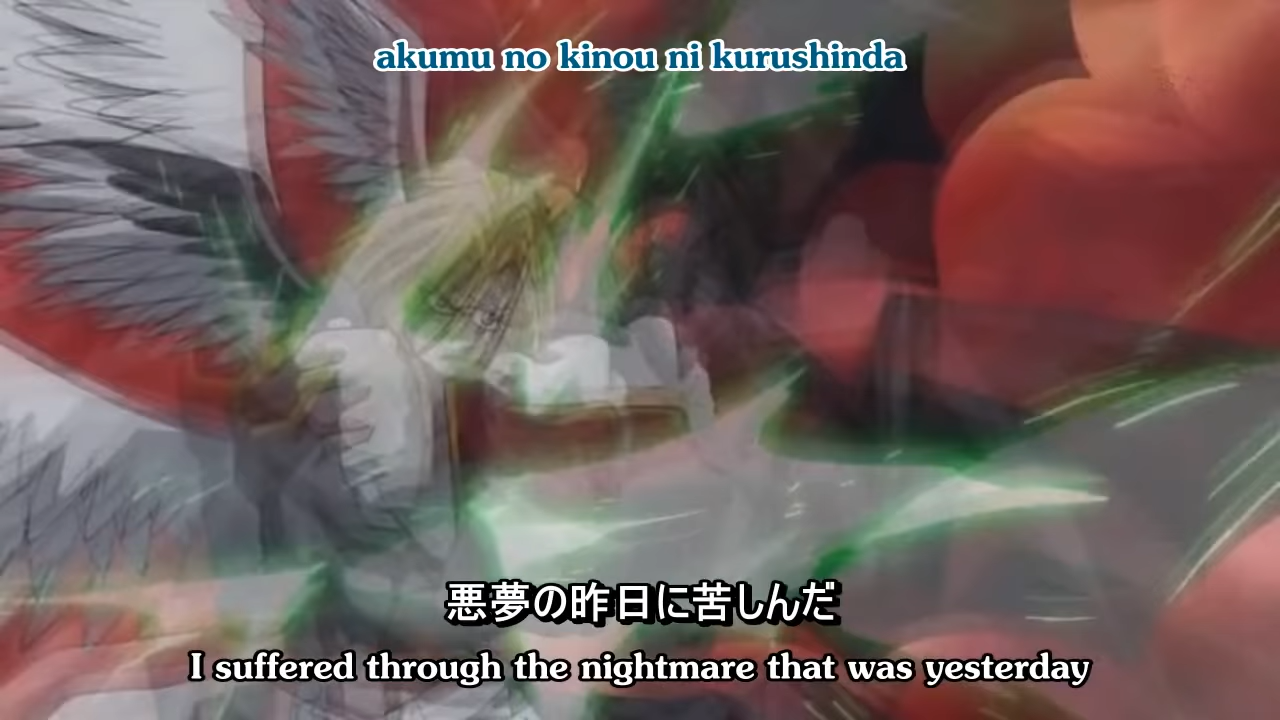 akumu no kinou ni kurushinda
悪夢の昨日に苦しんだ
I suffered through the nightmare that was yesterday